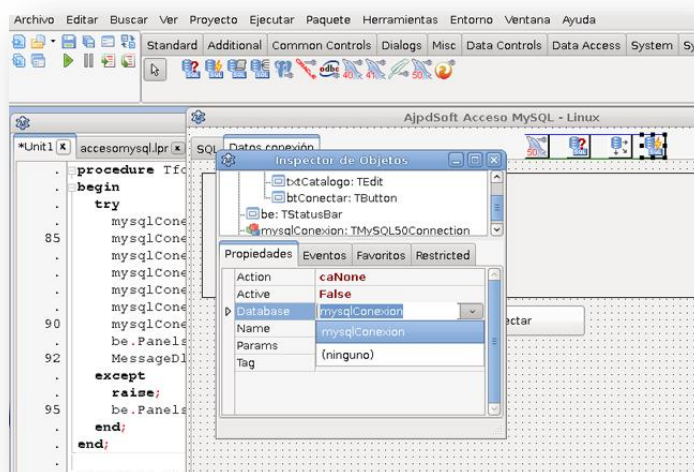 Archivo Editar Buscar Ver Proyecto Ejecutar Paquete Herramientas Entorno Ventana Ayuda
Standard Additional Common Controls Dialogs Misc Data Controls Data Access System Sy
AjpdSoft Acceso MySQL - Linux
*Unit1 accesomysql.lpr SQL Datos conexión
Inspector de Objetos
txtCatalogo: TEdit
btConectar: TButton
be: TStatusBar
mysqlConexion: TMySQL50Connection
Propiedades Eventos Favoritos Restricted
Action caNone
Active False
Database mysqlConexion
Name mysqlConexion
Params
(ninguno)
Tag
ectar
procedure Tfo
begin
try
mysqlCone
85 mysqlCone
mysqlCone
mysqlCone
mysqlCone
mysqlCone
90 mysqlCone
be.Panels
92 MessageDl
except
raise;
95 be.Panels
end;
end;